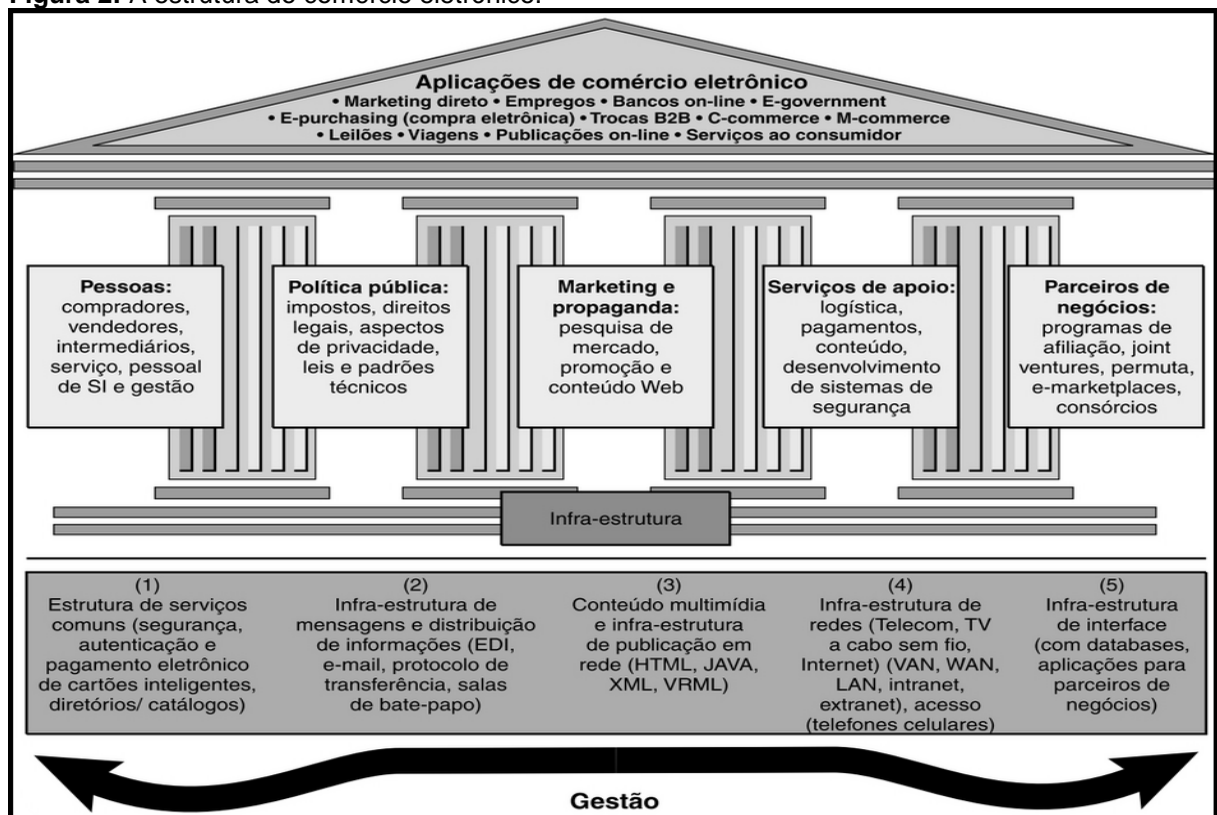 Figura 2: A estrutura do comércio eletrônico.
Aplicações de comércio eletrônico
• Marketing direto • Empregos • Bancos on-line • E-government
• E-purchasing (compra eletrônica) • Trocas B2B • C-commerce • M-commerce
• Leilões • Viagens • Publicações on-line • Serviços ao consumidor
Pessoas:
compradores,
vendedores,
intermediários,
serviço, pessoal
de SI e gestão
Política pública:
impostos, direitos
legais, aspectos
de privacidade,
leis e padrões
técnicos
Marketing e
propaganda:
pesquisa de
mercado,
promoção e
conteúdo Web
Serviços de apoio:
logística,
pagamentos,
conteúdo,
desenvolvimento
de sistemas de
segurança
Parceiros de
negócios:
programas de
afiliação, joint
ventures, permuta,
e-marketplaces,
consórcios
Infra-estrutura
(1)
Estrutura de serviços
comuns (segurança,
autenticação e
pagamento eletrônico
de cartões inteligentes,
diretórios/ catálogos)
(2)
Infra-estrutura de
mensagens e distribuição
de informações (EDI,
e-mail, protocolo de
transferência, salas
de bate-papo)
(3)
Conteúdo multimídia
e infra-estrutura
de publicação em
rede (HTML, JAVA,
XML, VRML)
(4)
Infra-estrutura de
redes (Telecom, TV
a cabo sem fio,
Internet) (VAN, WAN,
LAN, intranet,
extranet), acesso
(telefones celulares)
(5)
Infra-estrutura
de interface
(com databases,
aplicações para
parceiros de
negócios)
Gestão